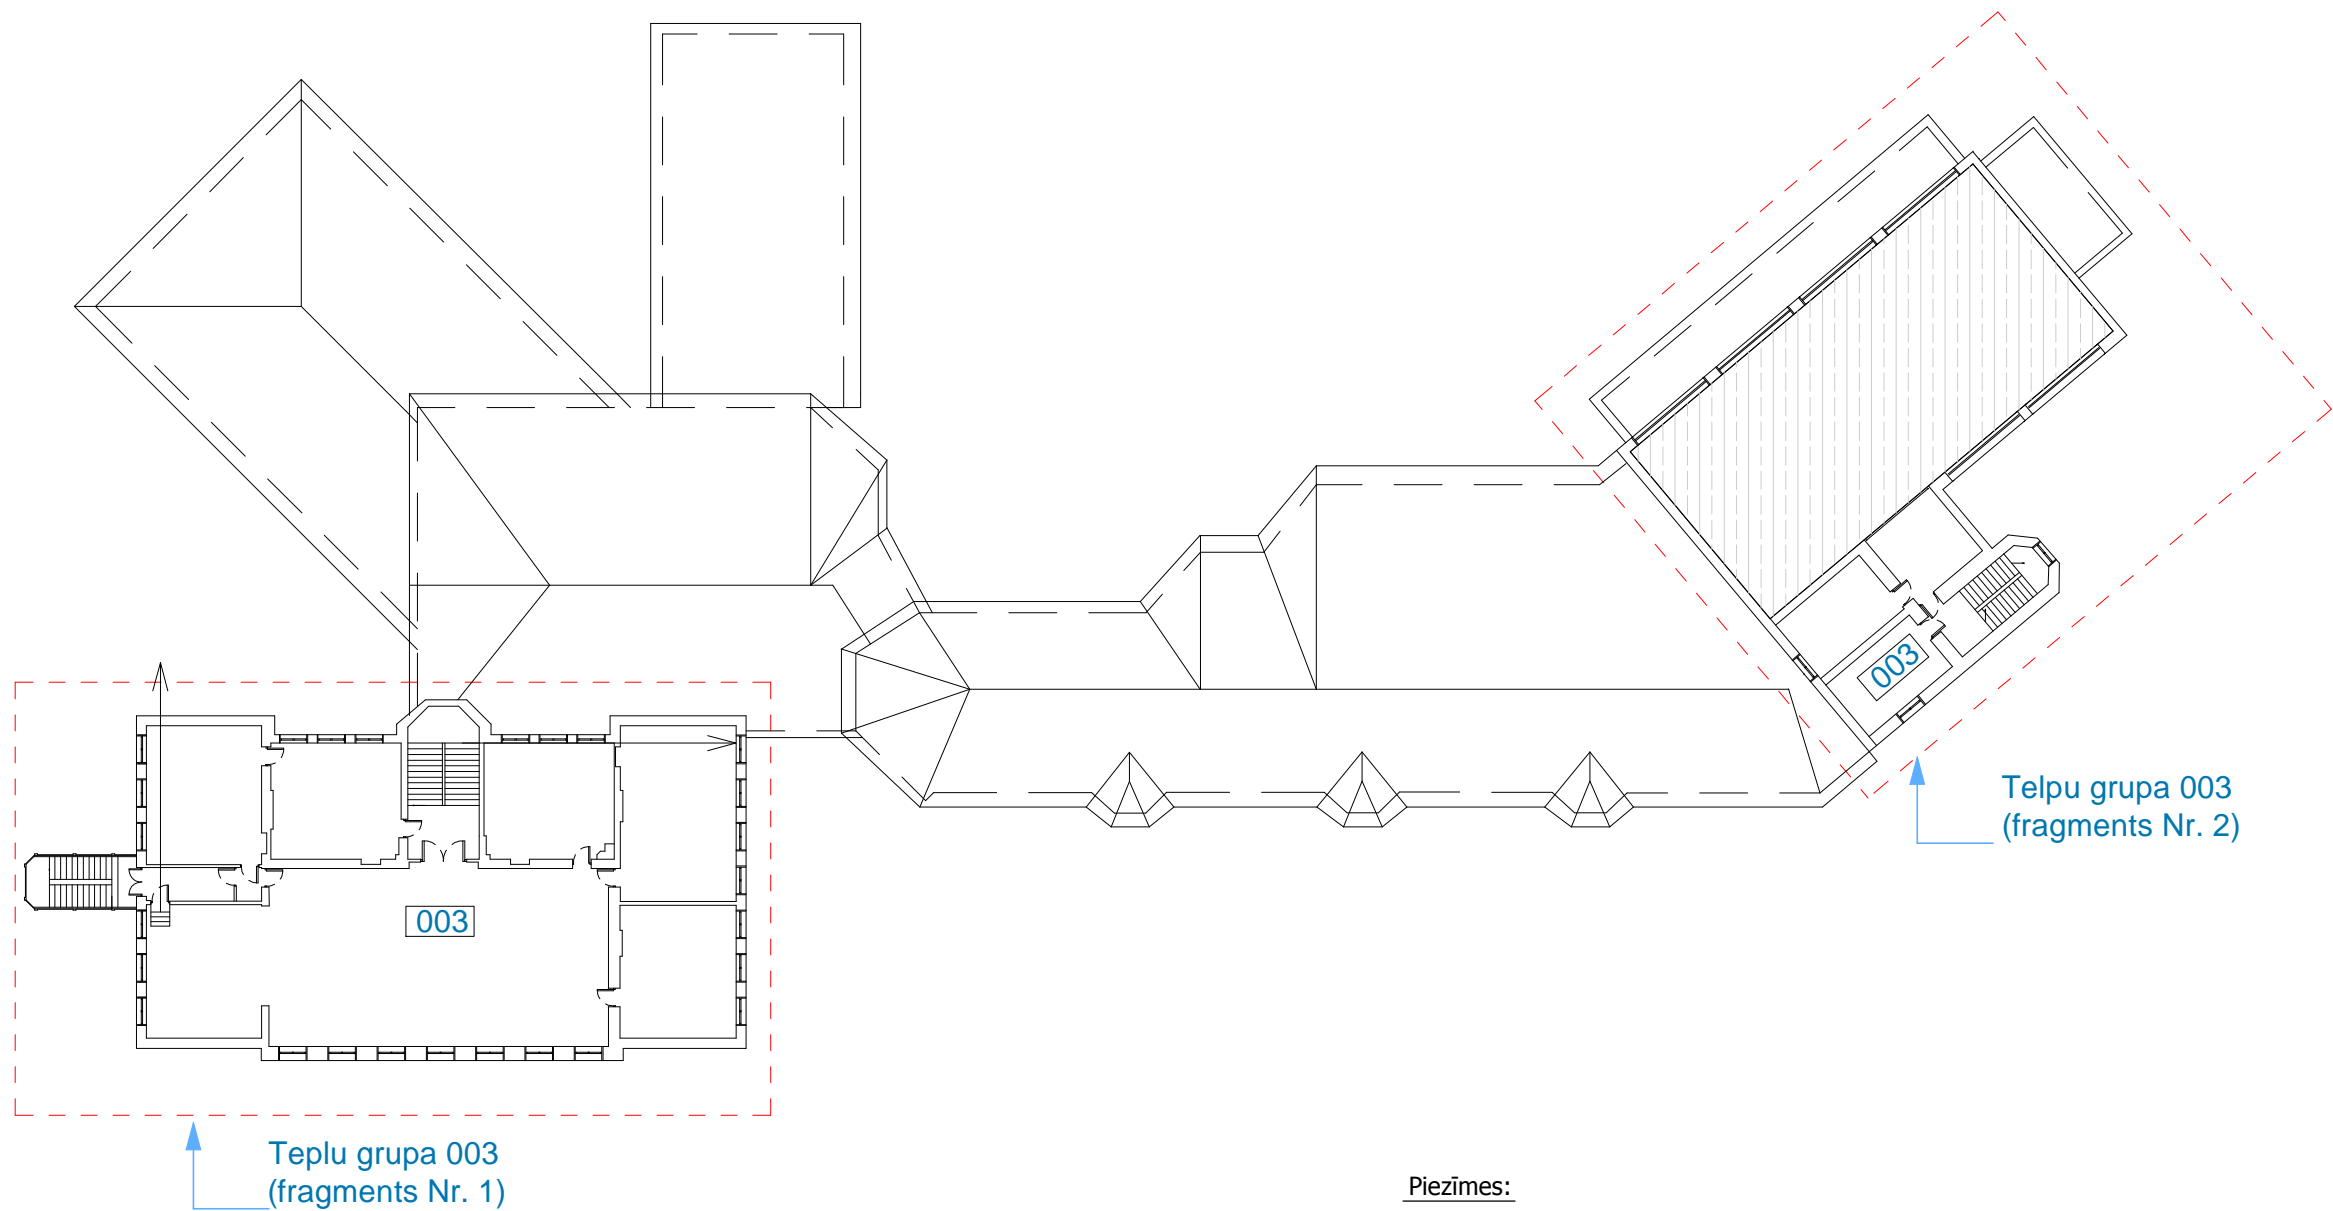 003
Telpu grupa 003
(fragments Nr. 2)
003
Teplu grupa 003
(fragments Nr. 1)
Piezīmes: